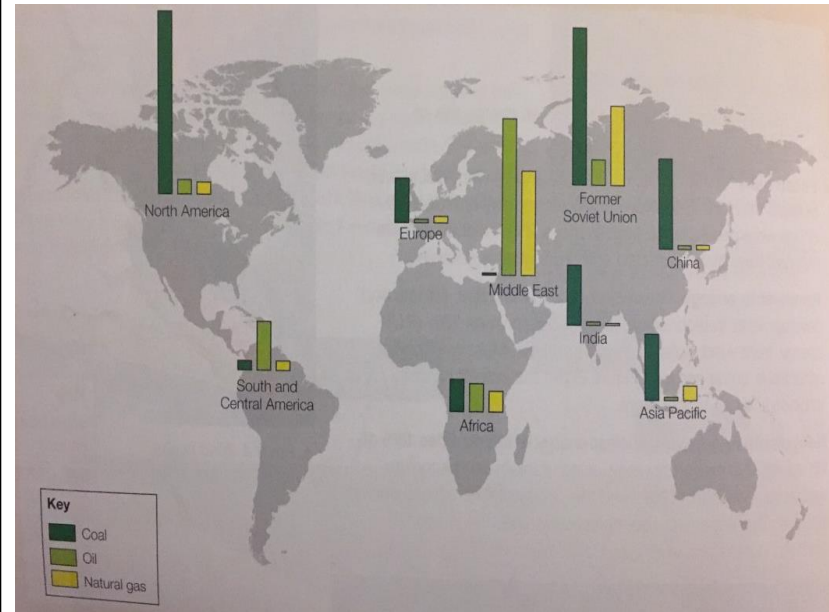 North America
Former
Soviet Union
Europe
China
Middle East
India
South and
Central America
Asia Pacific
Africa
Key
Coal
Oil
Natural gas